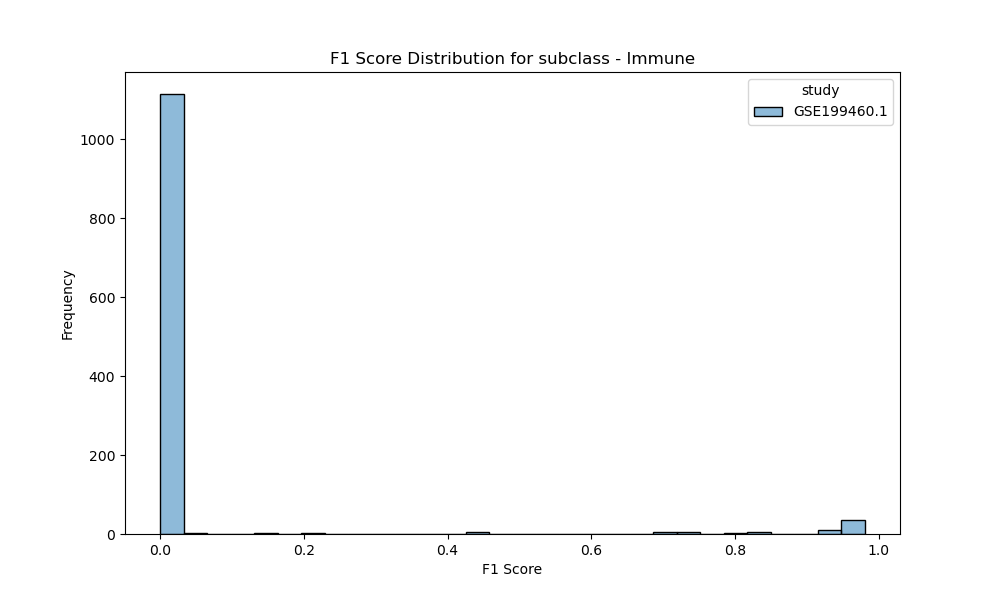 F1 Score Distribution for subclass - Immune
study
GSE199460.1
Frequency
1000
800
600
400
200
0
0.0 0.2 0.4 0.6 0.8 1.0
F1 Score